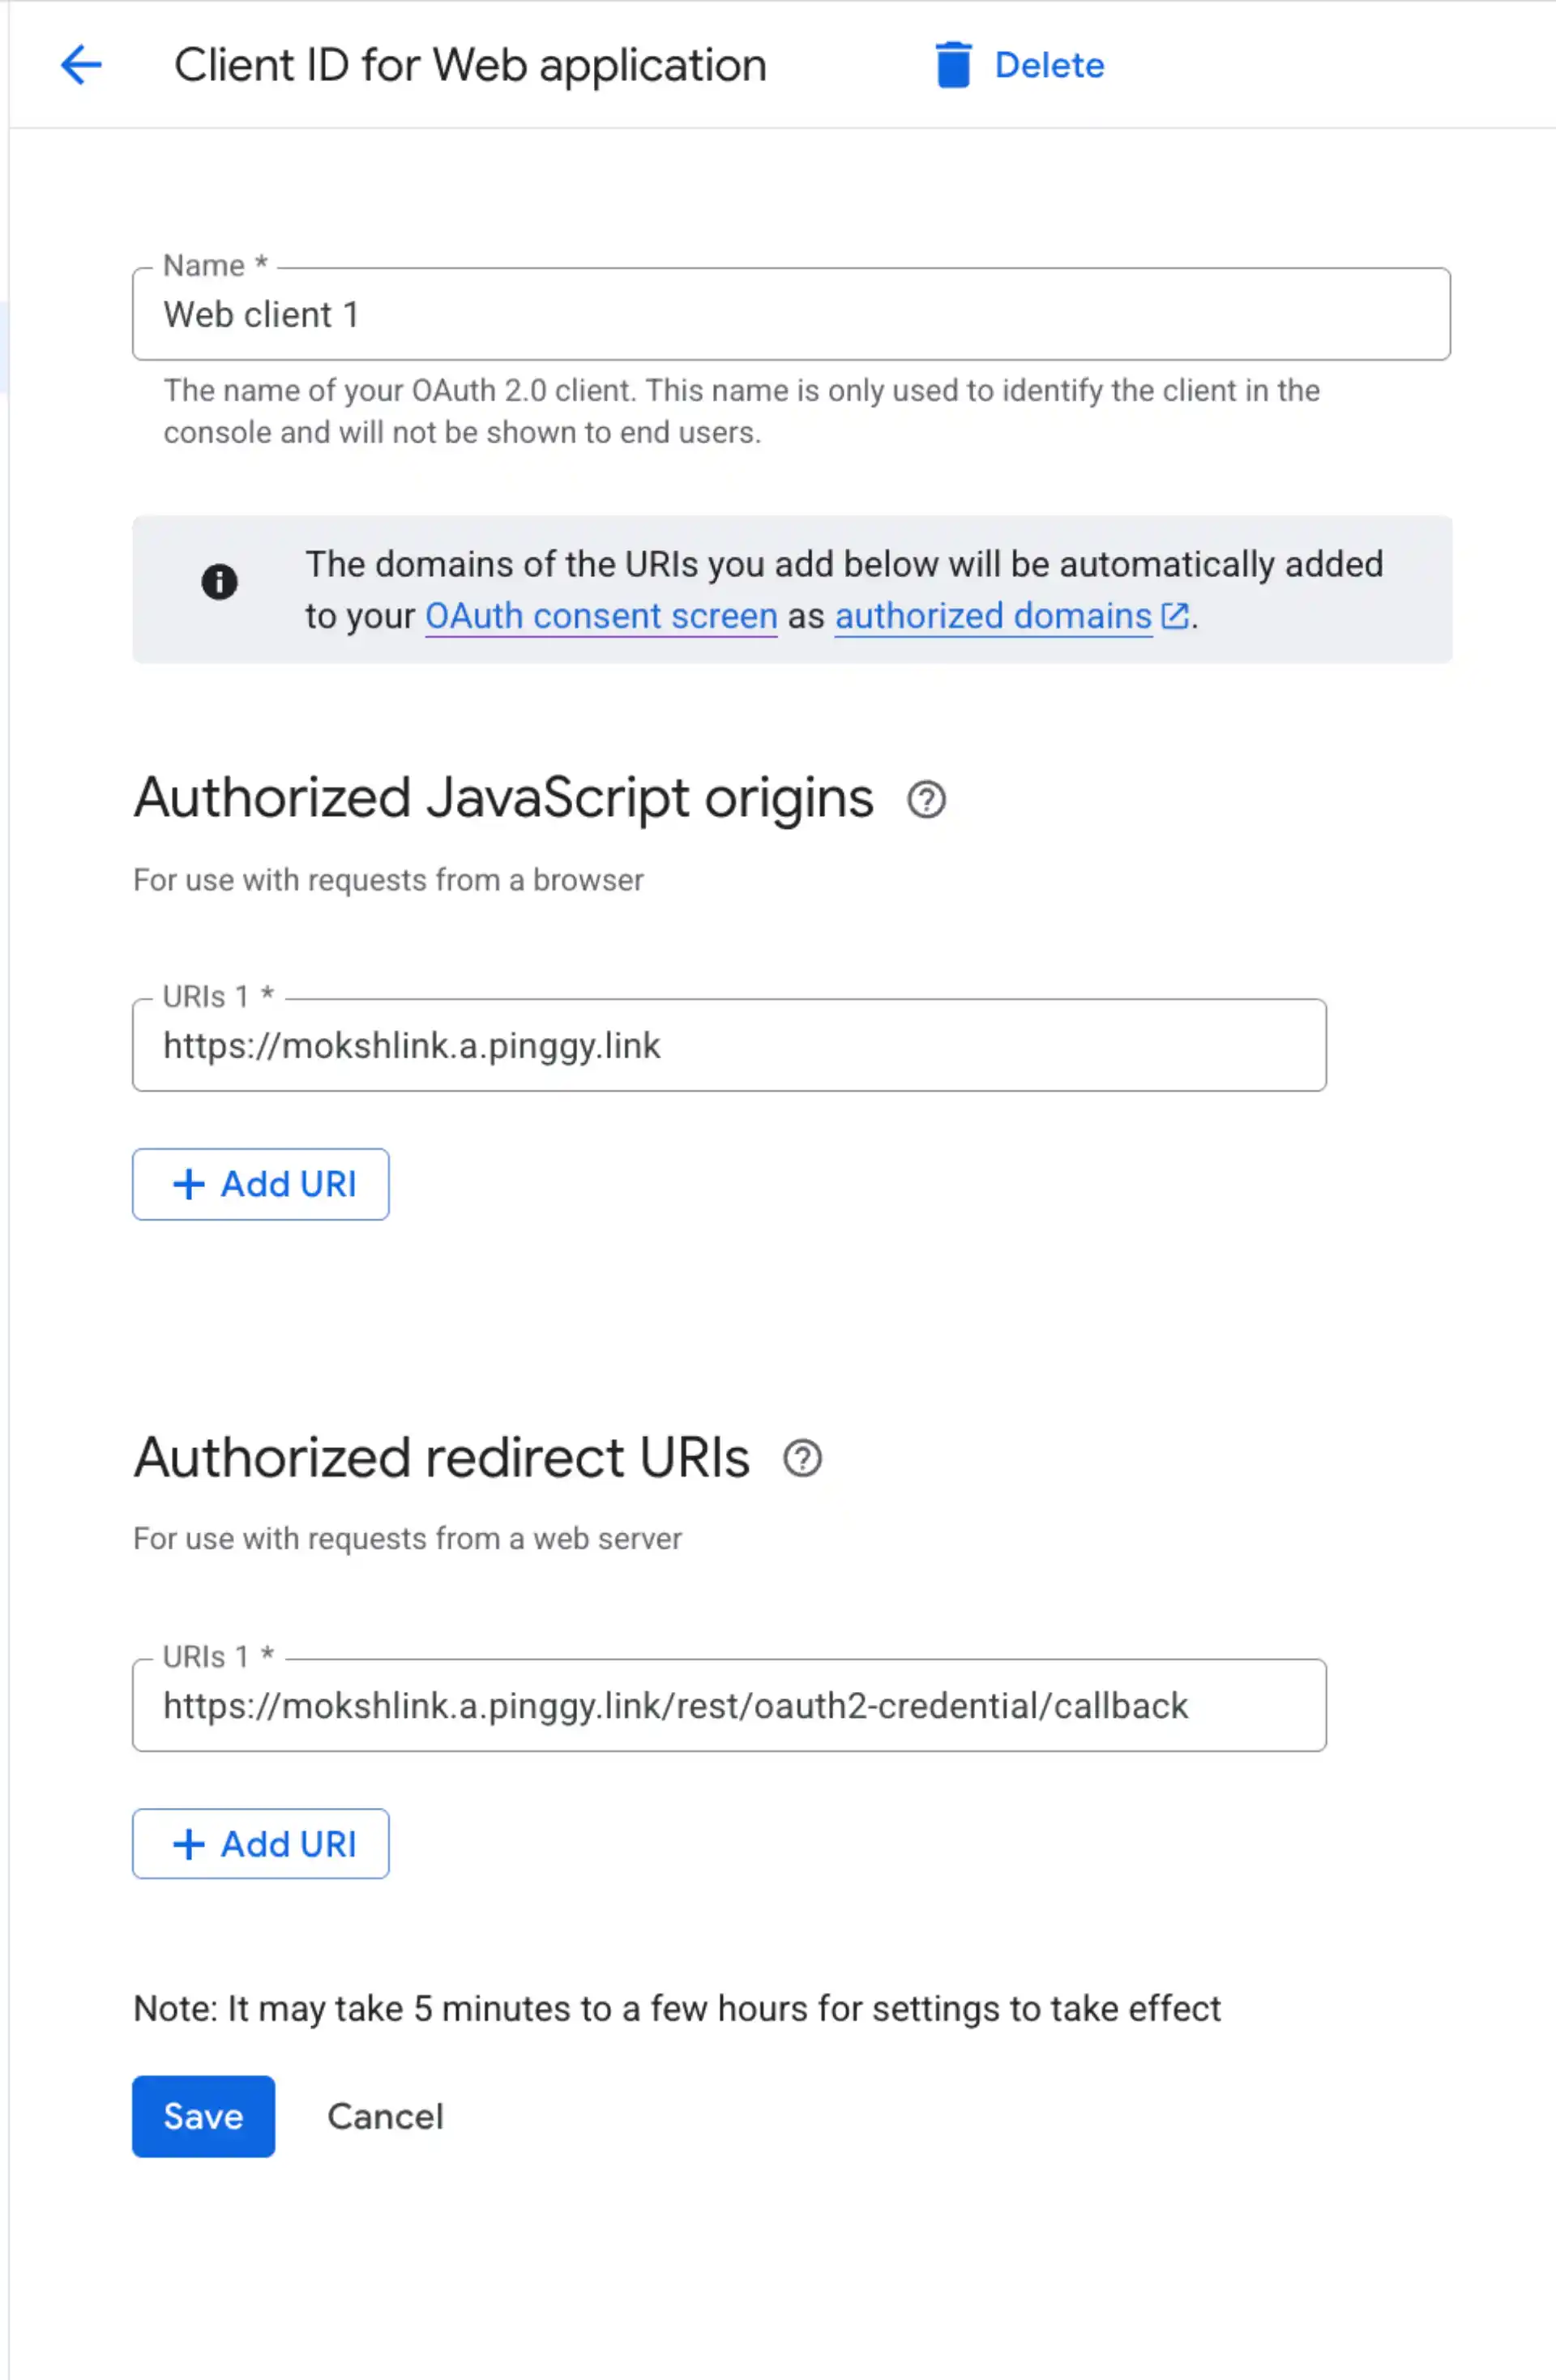 Client ID for Web application
Delete
Name *
Web client 1
The name of your OAuth 2.0 client. This name is only used to identify the client in the
console and will not be shown to end users.
The domains of the URIs you add below will be automatically added
to your OAuth consent screen as authorized domains.
Authorized JavaScript origins
For use with requests from a browser
URIs 1 *
https://mokshlink.a.pinggy.link
+ Add URI
Authorized redirect URIs
For use with requests from a web server
URIs 1 *
https://mokshlink.a.pinggy.link/rest/oauth2-credential/callback
+ Add URI
Note: It may take 5 minutes to a few hours for settings to take effect
Save
Cancel